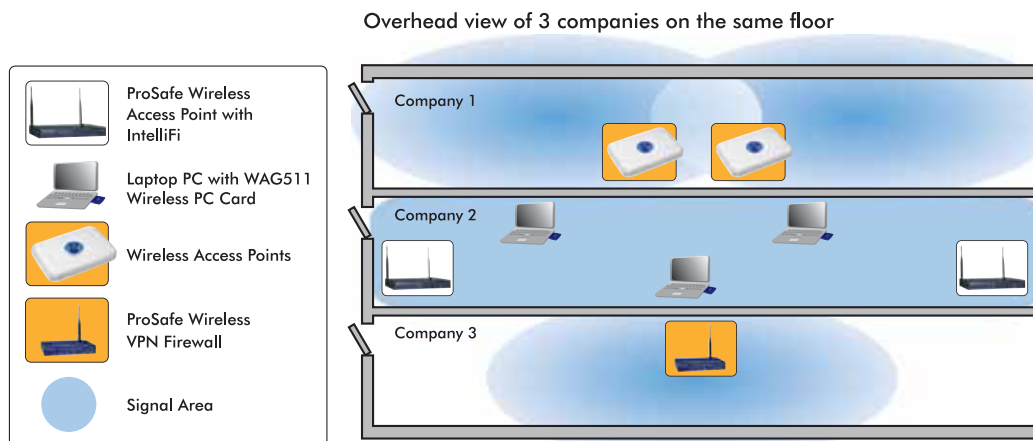 Overhead view of 3 companies on the same floor
ProSafe Wireless
Access Point with
IntelliFi
Laptop PC with WAG511
Wireless PC Card
Wireless Access Points
ProSafe Wireless
VPN Firewall
Signal Area
Company 1
Company 2
Company 3